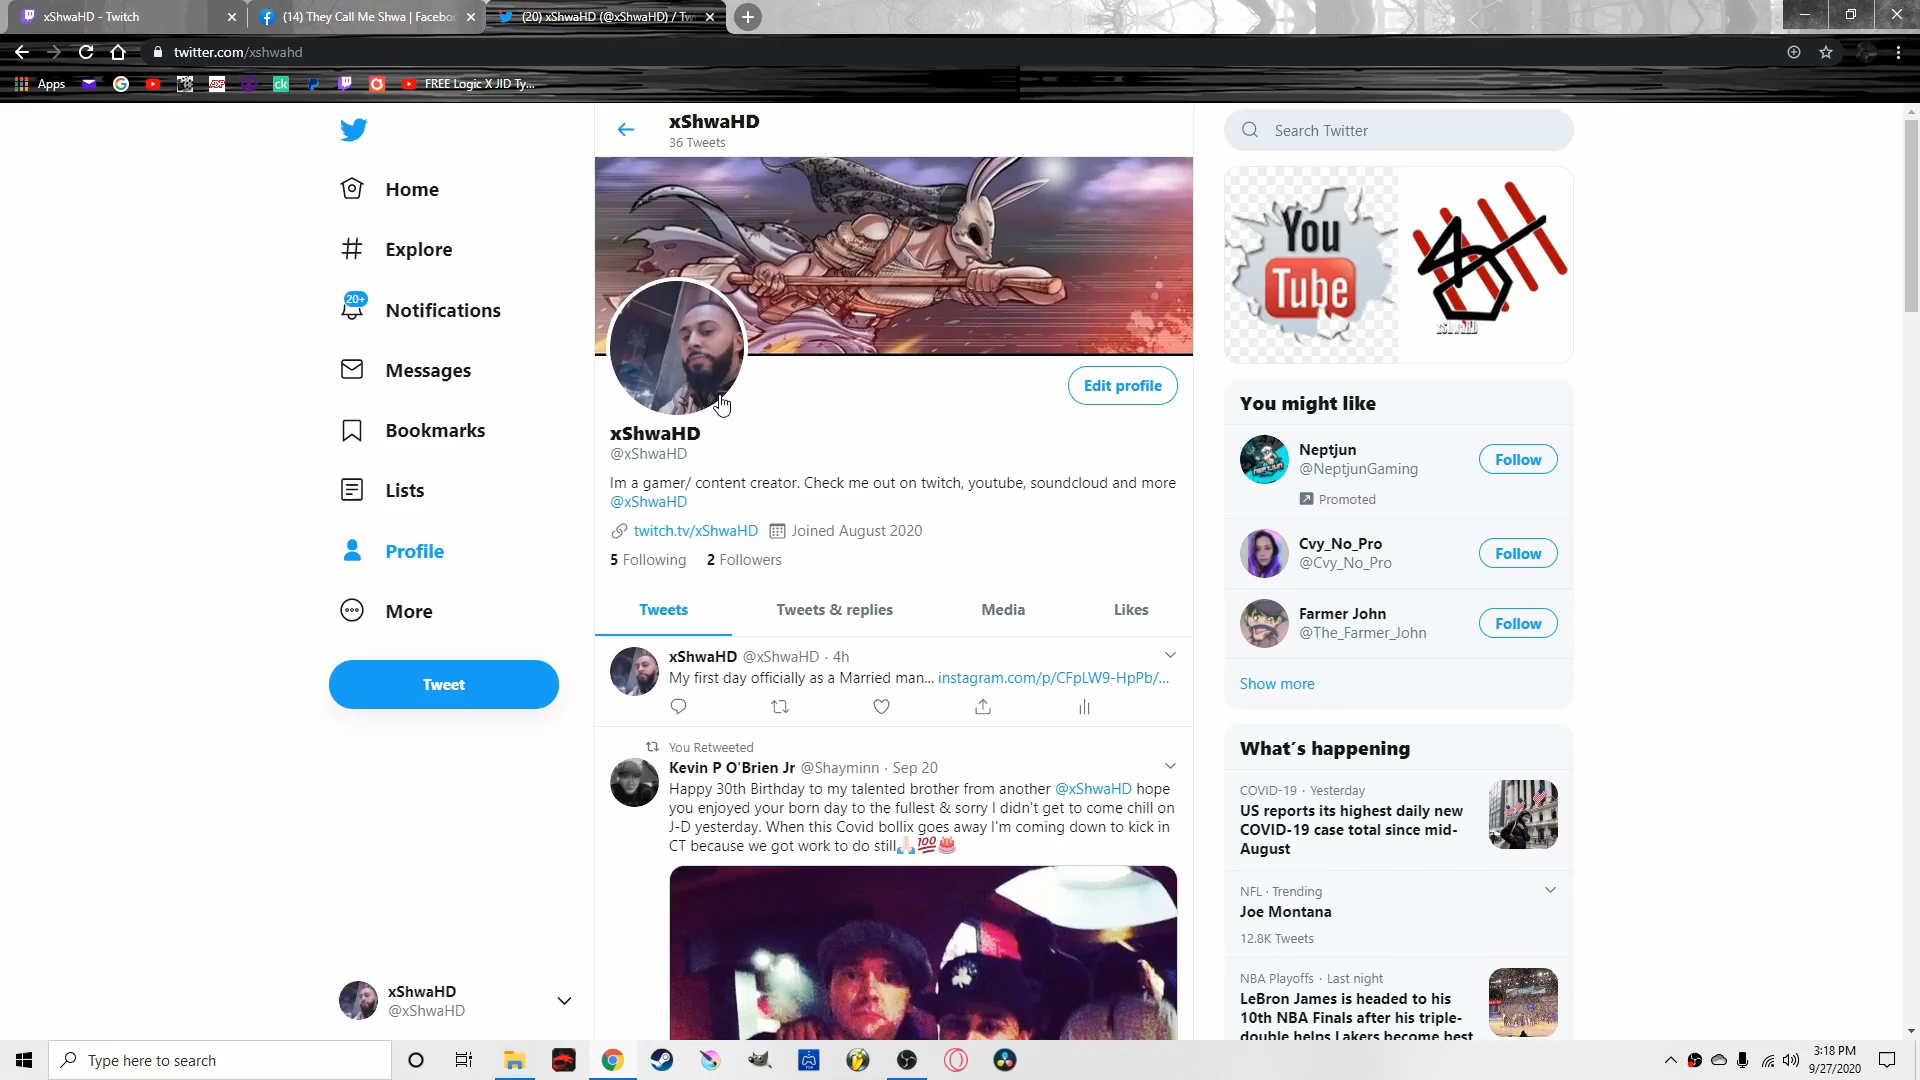 xShwaHD - Twitch
(14) They Call Me Shwa | Faceboo
(20) xShwaHD (@xShwaHD) / Tw
twitter.com/xshwahd
Apps
FREE Logic X JID Ty...
xShwaHD
36 Tweets
Search Twitter
Home
Explore
20+
Notifications
Messages
Bookmarks
Lists
Profile
More
Tweet
Edit profile
xShwaHD
@xShwaHD
Im a gamer/ content creator. Check me out on twitch, youtube, soundcloud and more
@xShwaHD
twitch.tv/xShwaHD Joined August 2020
5 Following 2 Followers
Tweets Tweets & replies Media Likes
xShwaHD @xShwaHD · 4h
My first day officially as a Married man... instagram.com/p/CFpLW9-HpPb/...
You Retweeted
Kevin P O'Brien Jr @Shayminn · Sep 20
Happy 30th Birthday to my talented brother from another @xShwaHD hope
you enjoyed your born day to the fullest & sorry I didn't get to come chill on
J-D yesterday. When this Covid bollix goes away I'm coming down to kick in
CT because we got work to do still🙏🏻💯🎂
You
Tube
xShwaHD
You might like
Neptjun
@NeptjunGaming
Promoted
Follow
Cvy_No_Pro
@Cvy_No_Pro
Follow
Farmer John
@The_Farmer_John
Follow
Show more
What's happening
COVID-19 · Yesterday
US reports its highest daily new
COVID-19 case total since mid-
August
NFL · Trending
Joe Montana
12.8K Tweets
NBA Playoffs · Last night
LeBron James is headed to his
10th NBA Finals after his triple-
double helps Lakers become best
xShwaHD
@xShwaHD
Type here to search
3:18 PM
9/27/2020